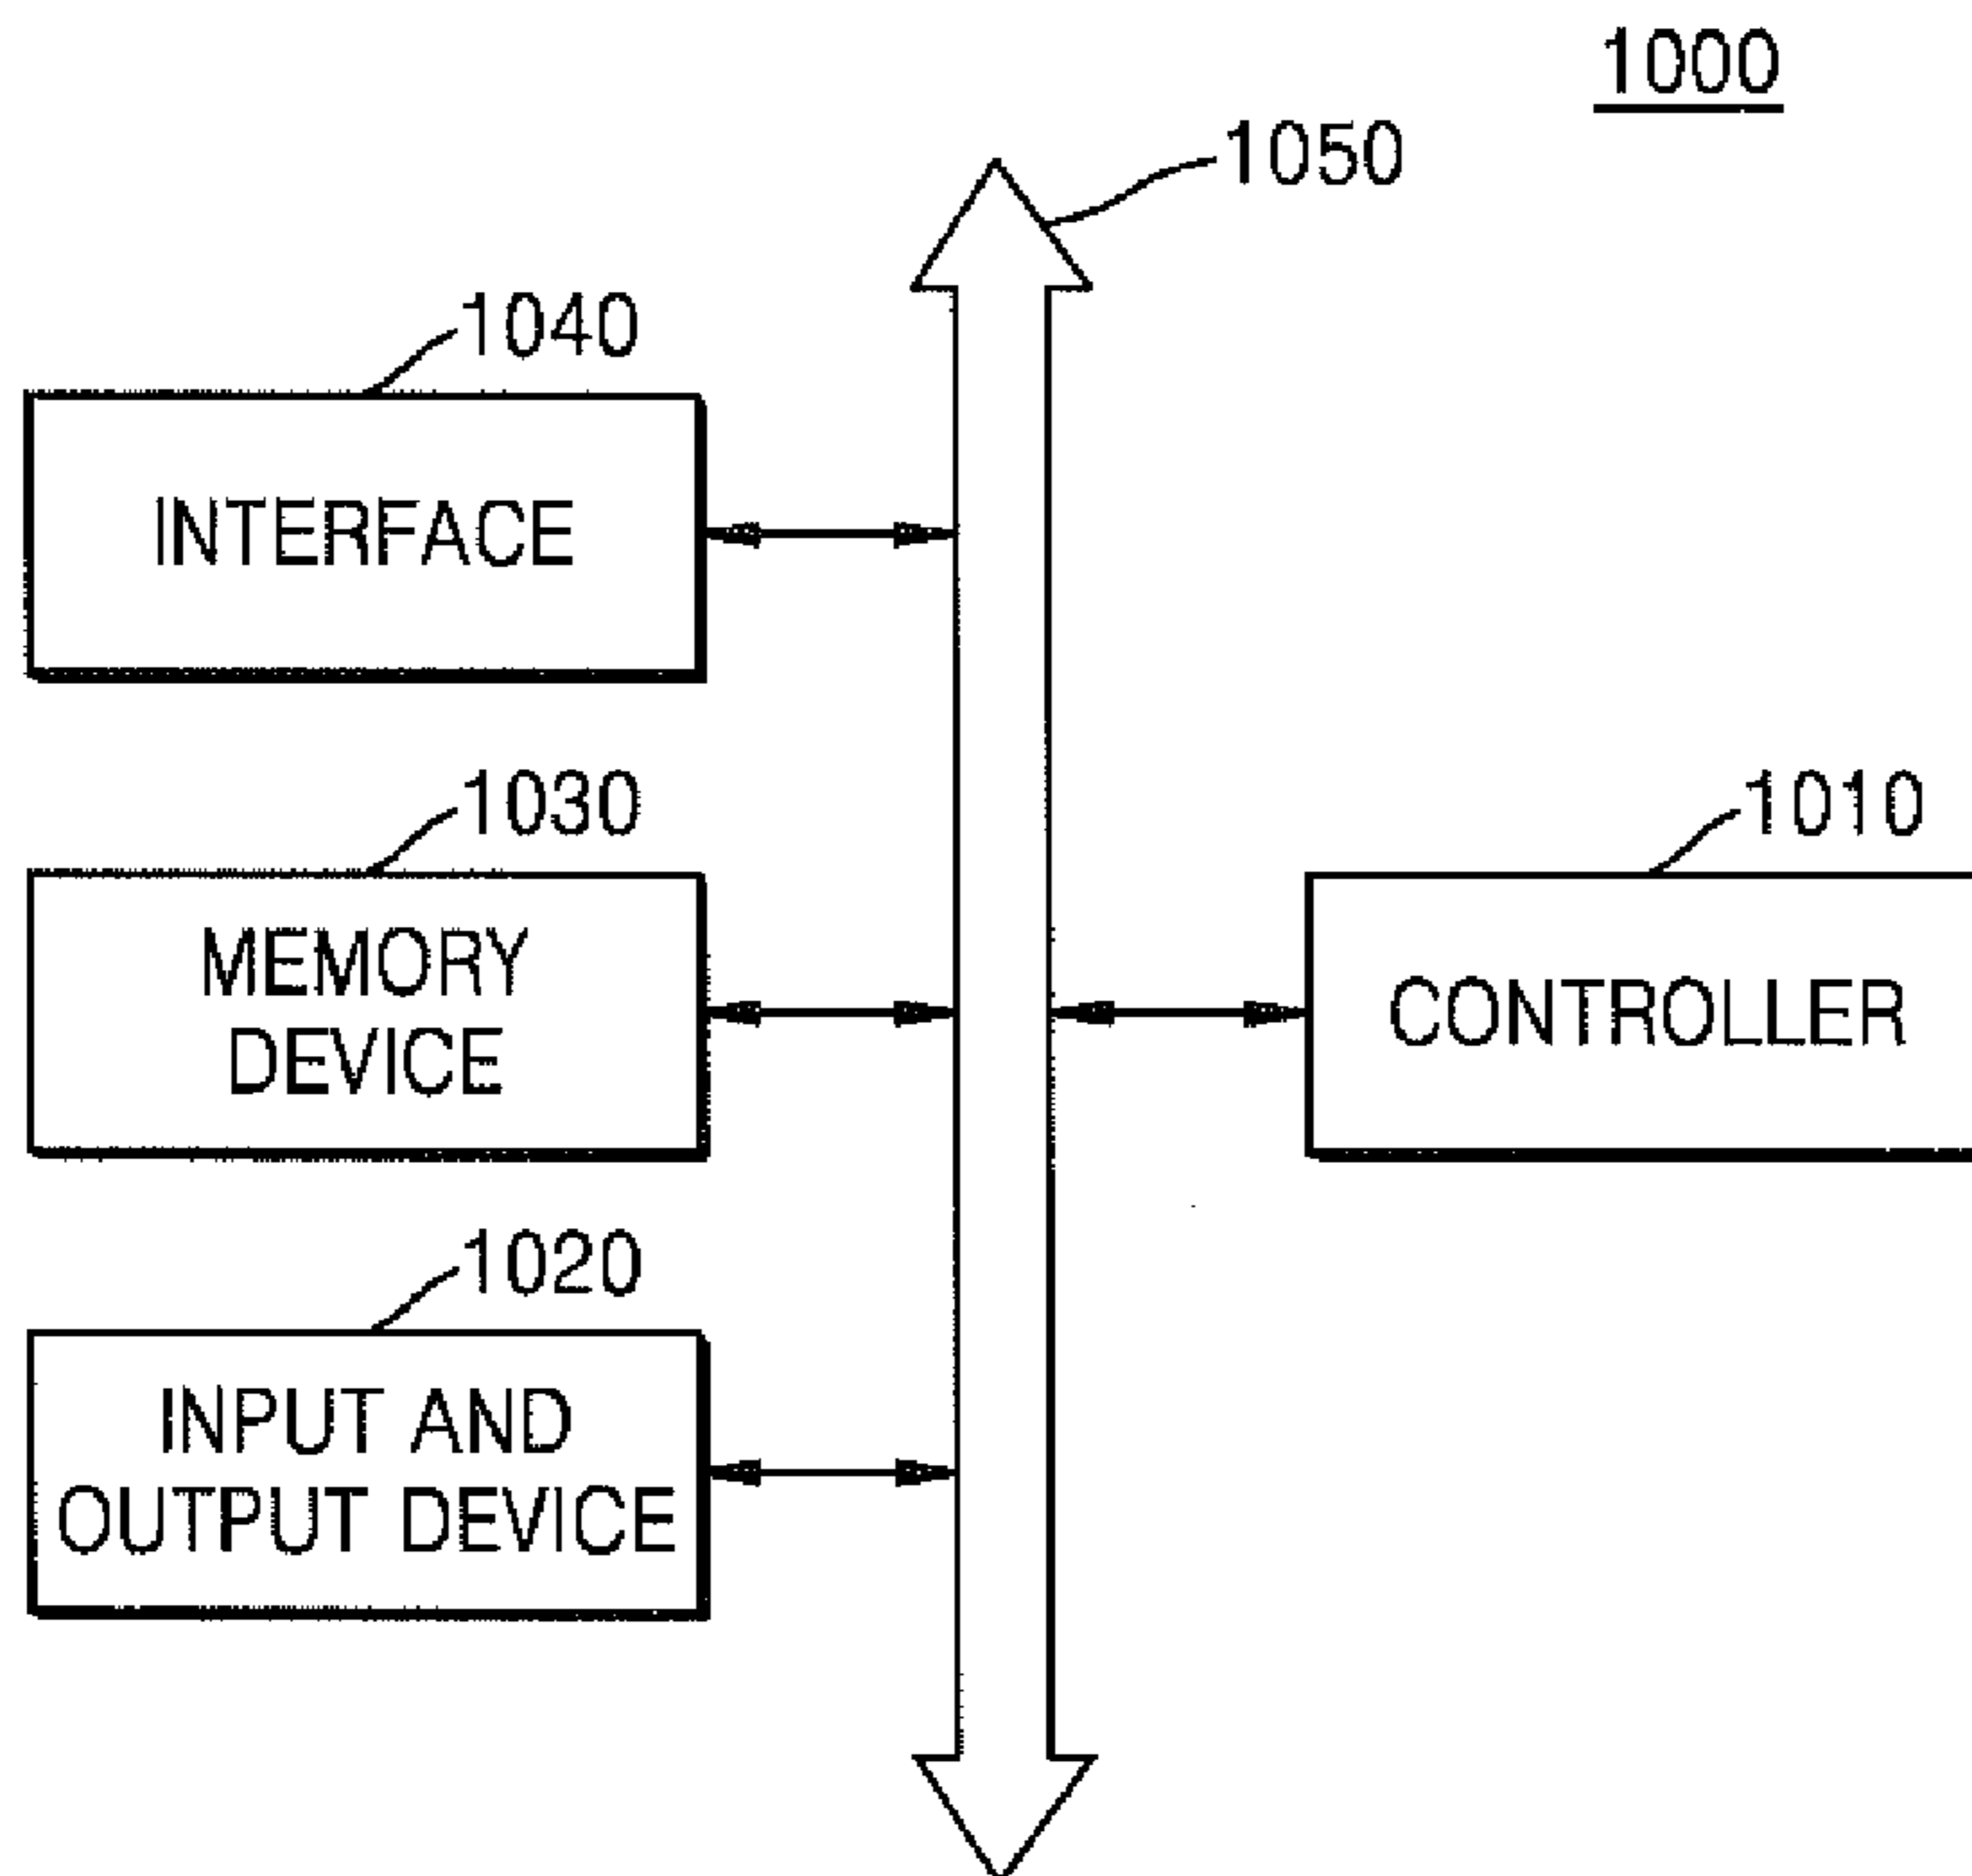 1000
1050
1040
INTERFACE
1030
MEMORY
DEVICE
1010
CONTROLLER
1020
INPUT AND
OUTPUT DEVICE